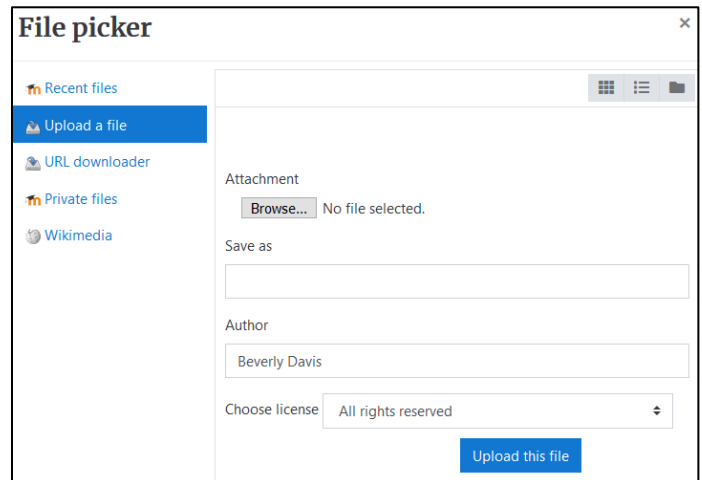 File picker
×
Recent files
Upload a file
URL downloader
Private files
Wikimedia
Attachment
Browse... No file selected.
Save as
Author
Beverly Davis
Choose license All rights reserved
Upload this file